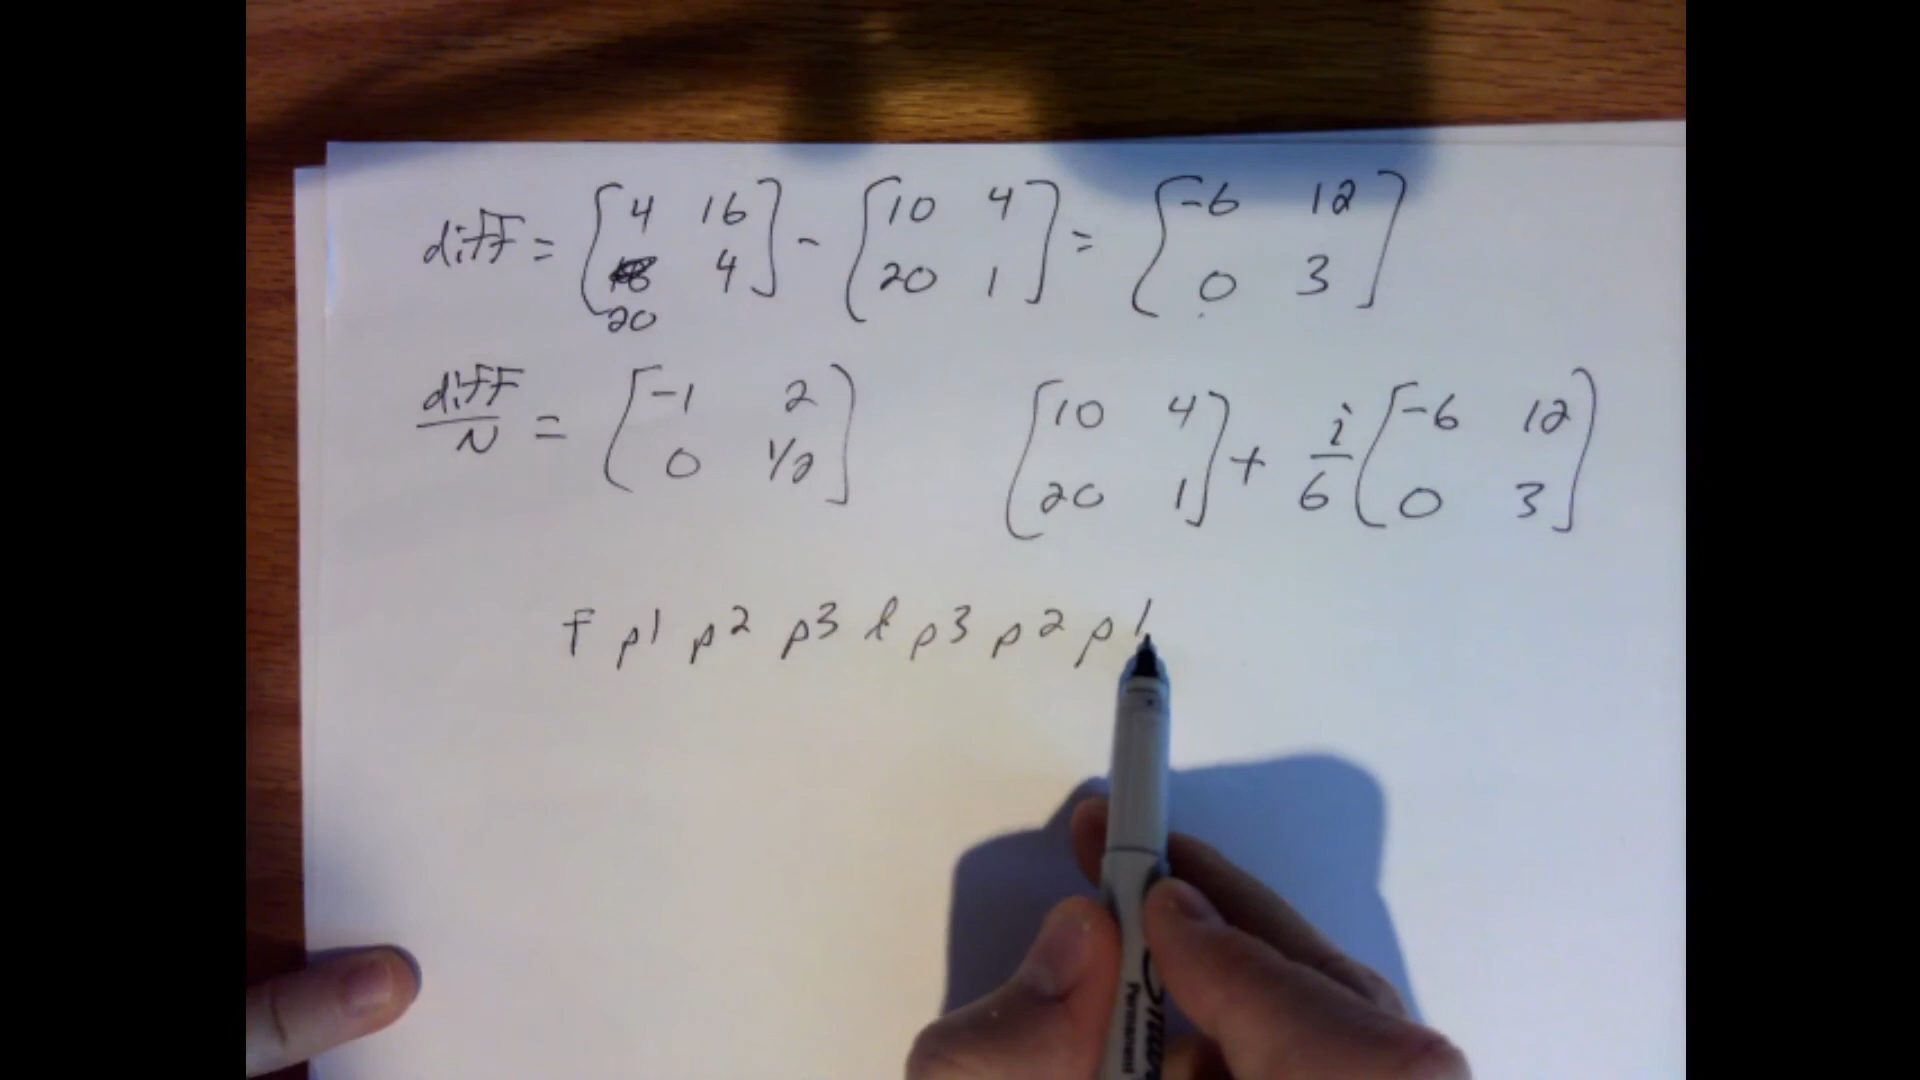 diff = [4 16 20 4] - [10 4 20 1] = [-6 12 0 3]
diff/N = [-1 2 0 1/2] [10 4 20 1] + i/6 [-6 12 0 3]
F p1 p2 p3 l p3 p2 p1
Permanent